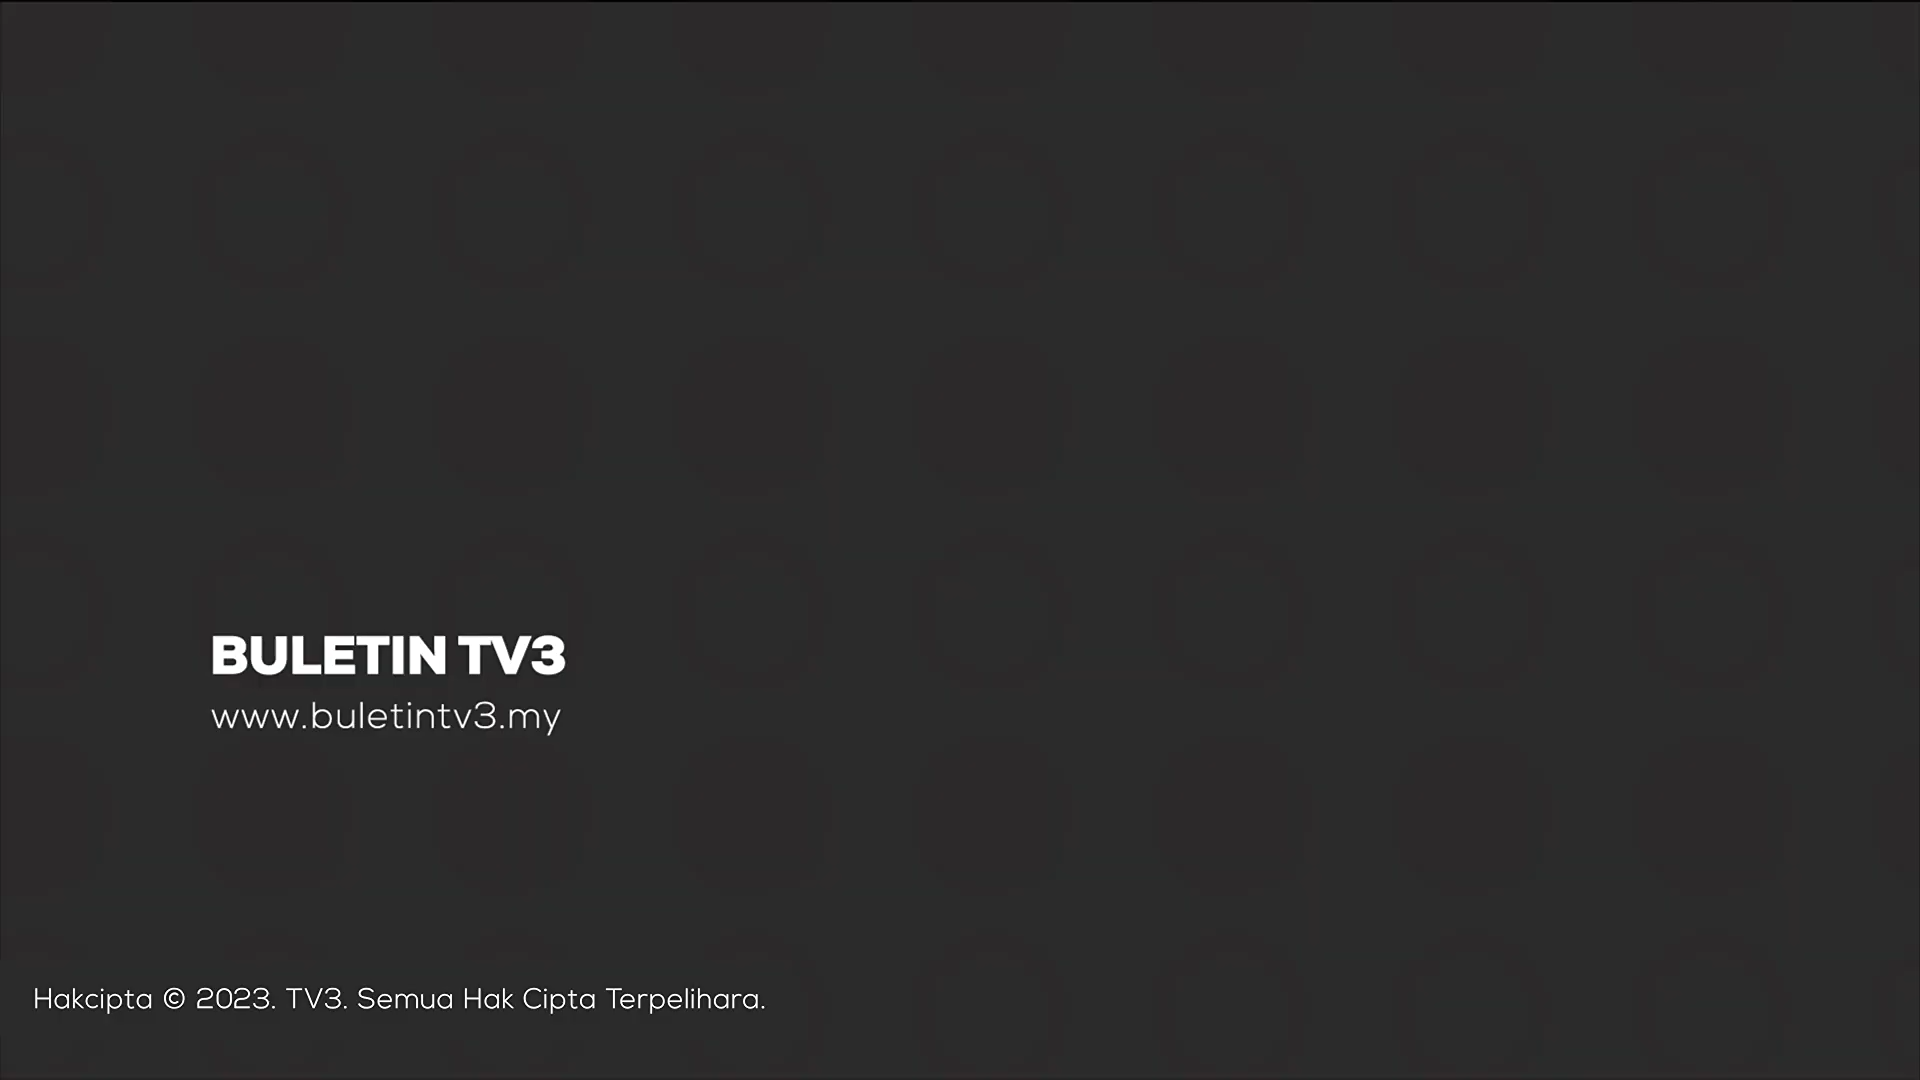 BULETIN TV3
www.buletintv3.my
Hakcipta © 2023. TV3. Semua Hak Cipta Terpelihara.